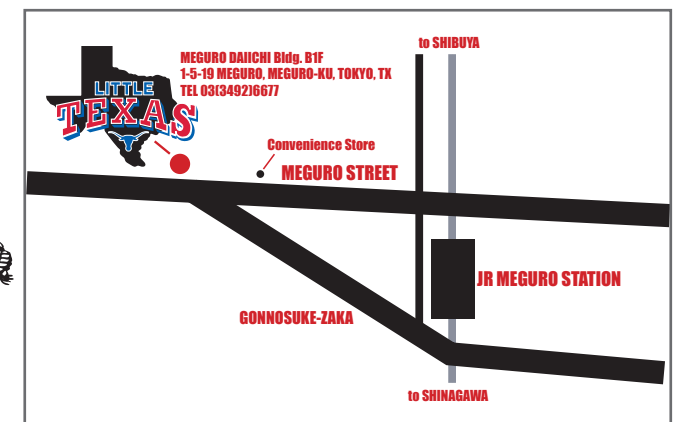 to SHIBUYA
MEGURO DAIICHI Bldg. B1F
1-5-19 MEGURO, MEGURO-KU, TOKYO, TX
TEL 03(3492)6677
LITTLE
TEXAS
Convenience Store
MEGURO STREET
JR MEGURO STATION
GONNOSUKE-ZAKA
to SHINAGAWA